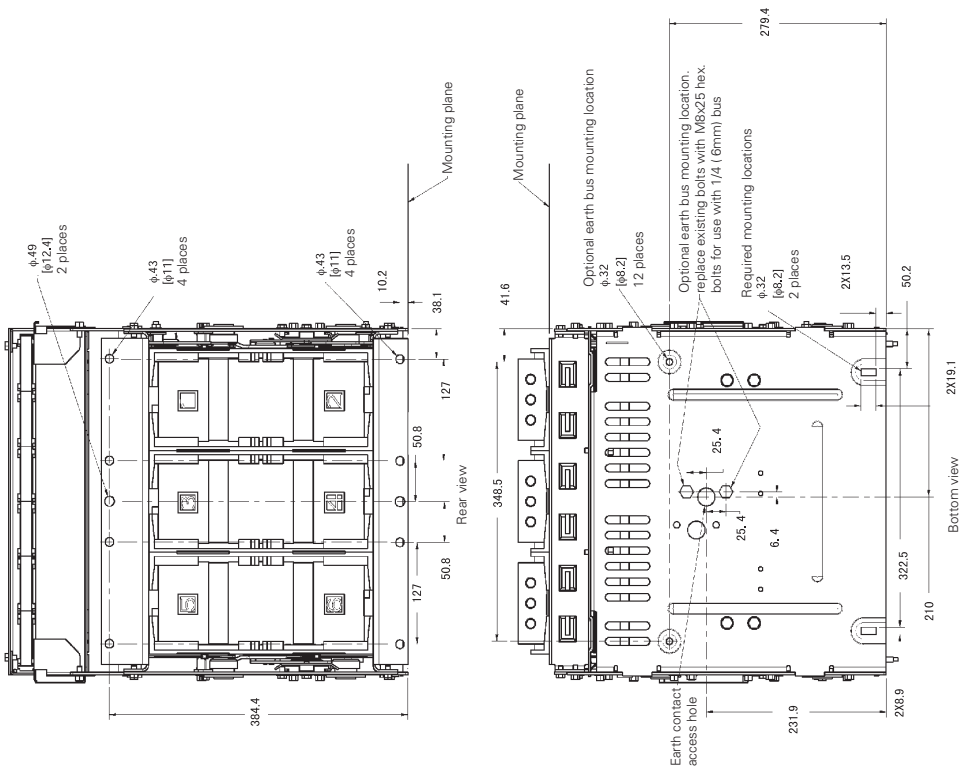 φ.49
[φ12.4]
2 places
φ.43
[φ11]
4 places
φ.43
[φ11]
4 places
10.2
38.1
Mounting plane
127
50.8
50.8
127
384.4
Rear view
Mounting plane
41.6
348.5
Optional earth bus mounting location
φ.32
[φ8.2]
12 places
Optional earth bus mounting location.
replace existing bolts with M8x25 hex.
bolts for use with 1/4 ( 6mm) bus
Required mounting locations
φ.32
[φ8.2]
2 places
279.4
2X13.5
50.2
2X19.1
25.4
25.4
6.4
322.5
210
Earth contact
access hole
231.9
2X8.9
Bottom view